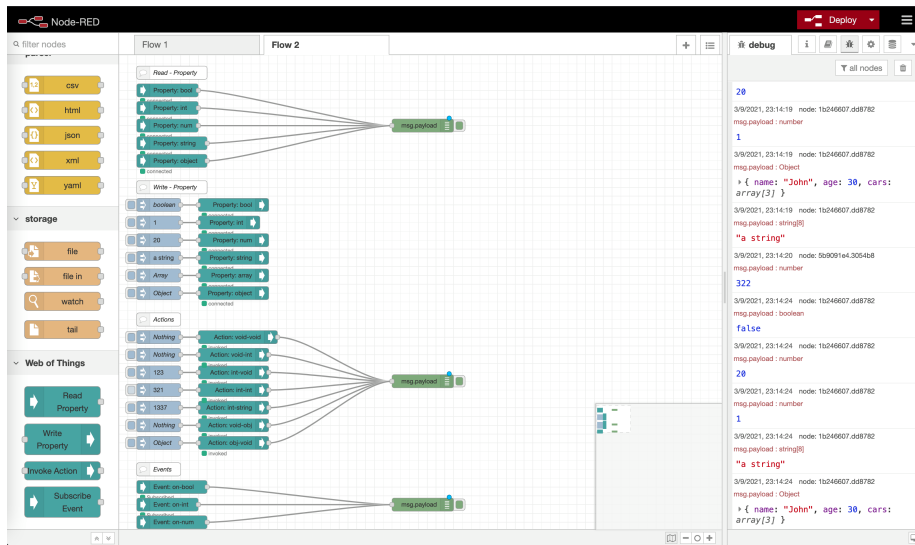 Node-RED
Deploy
filter nodes
csv
html
json
xml
yaml
storage
file
file in
watch
tail
Web of Things
Read
Property
Write
Property
Invoke Action
Subscribe
Event
Flow 1
Flow 2
Read - Property
Property: bool
connected
Property: int
Property: num
Property: string
Property: object
connected
msg.payload
Write - Property
boolean
Property: bool
1
Property: int
20
Property: num
a string
Property: string
Array
Property: array
Object
Property: object
connected
Actions
Nothing
Action: void-void
Nothing
Action: void-int
123
Action: int-void
321
Action: int-int
1337
Action: int-string
Nothing
Action: void-obj
Object
Action: obj-void
invoked
msg.payload
Events
Event: on-bool
Event: on-int
Event: on-num
msg.payload
debug
all nodes
20
3/9/2021, 23:14:19 node: 1b246607.dd8782
msg.payload : number
1
3/9/2021, 23:14:19 node: 1b246607.dd8782
msg.payload : Object
{ name: "John", age: 30, cars:
array[3] }
3/9/2021, 23:14:19 node: 1b246607.dd8782
msg.payload : string[8]
"a string"
3/9/2021, 23:14:20 node: 5b9091e4.3054b8
msg.payload : number
322
3/9/2021, 23:14:24 node: 1b246607.dd8782
msg.payload : boolean
false
3/9/2021, 23:14:24 node: 1b246607.dd8782
msg.payload : number
20
3/9/2021, 23:14:24 node: 1b246607.dd8782
msg.payload : number
1
3/9/2021, 23:14:24 node: 1b246607.dd8782
msg.payload : string[8]
"a string"
3/9/2021, 23:14:24 node: 1b246607.dd8782
msg.payload : Object
{ name: "John", age: 30, cars:
array[3] }